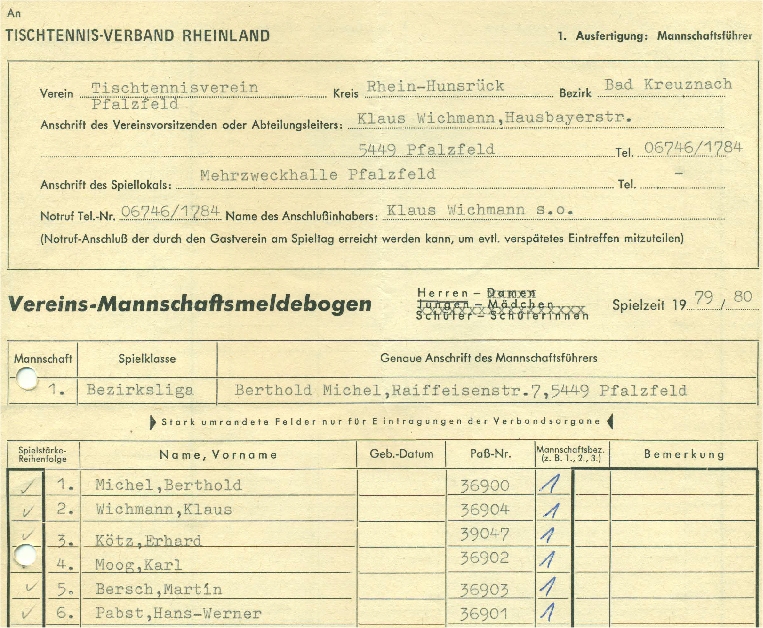 An
TISCHTENNIS-VERBAND RHEINLAND 1. Ausfertigung: Mannschaftsführer
Verein Tischtennisverein Pfalzfeld Kreis Rhein-Hunsrück Bezirk Bad Kreuznach
Anschrift des Vereinsvorsitzenden oder Abteilungsleiters: Klaus Wichmann,Hausbayerstr.
5449 Pfalzfeld Tel. 06746/1784
Anschrift des Spiellokals: Mehrzweckhalle Pfalzfeld Tel. -
Notruf Tel.-Nr. 06746/1784 Name des Anschlußinhabers: Klaus Wichmann s.o.
(Notruf-Anschluß der durch den Gastverein am Spieltag erreicht werden kann, um evtl. verspätetes Eintreffen mitzuteilen)
Vereins-Mannschaftsmeldebogen Herren – Damen Spielzeit 19 79 / 80
Jungen – Mädchen
Schüler – Schülerinnen
Mannschaft Spielklasse Genaue Anschrift des Mannschaftsführers
1. Bezirksliga Berthold Michel,Raiffeisenstr.7,5449 Pfalzfeld
Stark umrandete Felder nur für Eintragungen der Verbandsorgane
Spielstärke-Reihenfolge Name, Vorname Geb.-Datum Paß-Nr. Mannschaftsbez. (z. B. 1., 2., 3.) Bemerkung
✓ 1. Michel,Berthold 36900 1
✓ 2. Wichmann,Klaus 36904 1
✓ 3. Kötz,Erhard 39047 1
4. Moog,Karl 36902 1
✓ 5. Bersch,Martin 36903 1
✓ 6. Pabst,Hans-Werner 36901 1